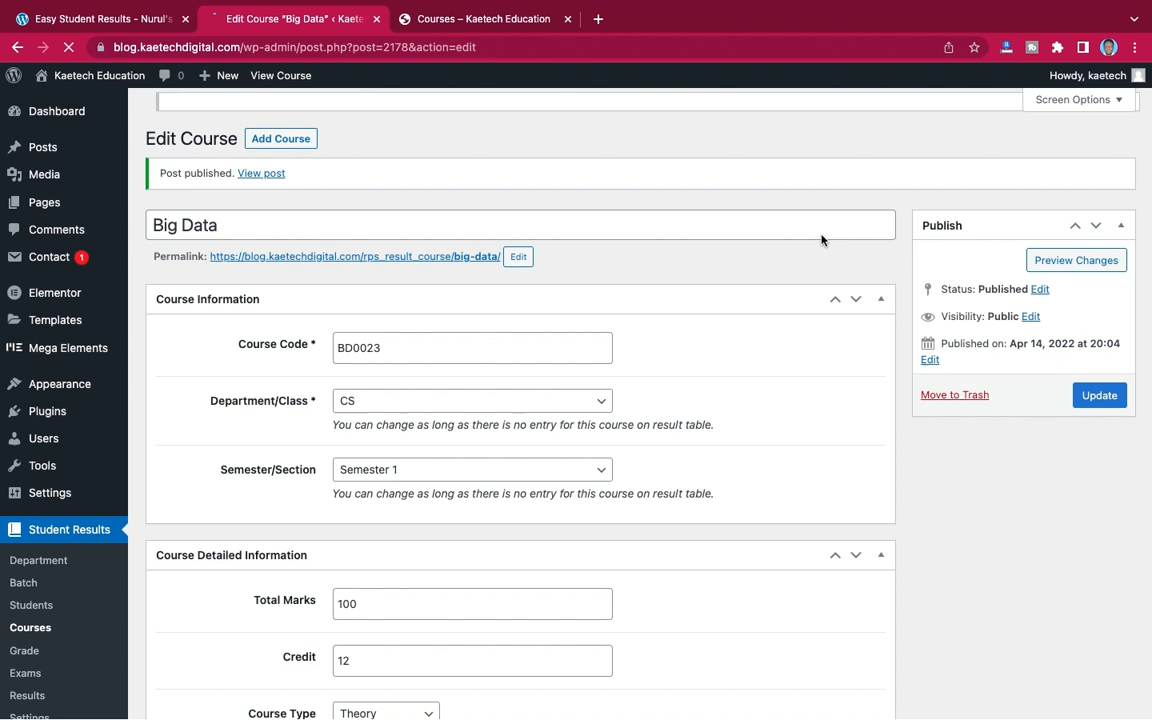 Easy Student Results - Nurul's
Edit Course "Big Data" ‹ Kaete
Courses – Kaetech Education
blog.kaetechdigital.com/wp-admin/post.php?post=2178&action=edit
Kaetech Education
0
New
View Course
Howdy, kaetech
Screen Options
Dashboard
Posts
Media
Pages
Comments
Contact 1
Elementor
Templates
Mega Elements
Appearance
Plugins
Users
Tools
Settings
Student Results
Department
Batch
Students
Courses
Grade
Exams
Results
Settings
Edit Course
Add Course
Post published. View post
Big Data
Permalink: https://blog.kaetechdigital.com/rps_result_course/big-data/ Edit
Course Information
Course Code *
BD0023
Department/Class *
CS
You can change as long as there is no entry for this course on result table.
Semester/Section
Semester 1
You can change as long as there is no entry for this course on result table.
Course Detailed Information
Total Marks
100
Credit
12
Course Type
Theory
Publish
Preview Changes
Status: Published Edit
Visibility: Public Edit
Published on: Apr 14, 2022 at 20:04
Edit
Move to Trash
Update